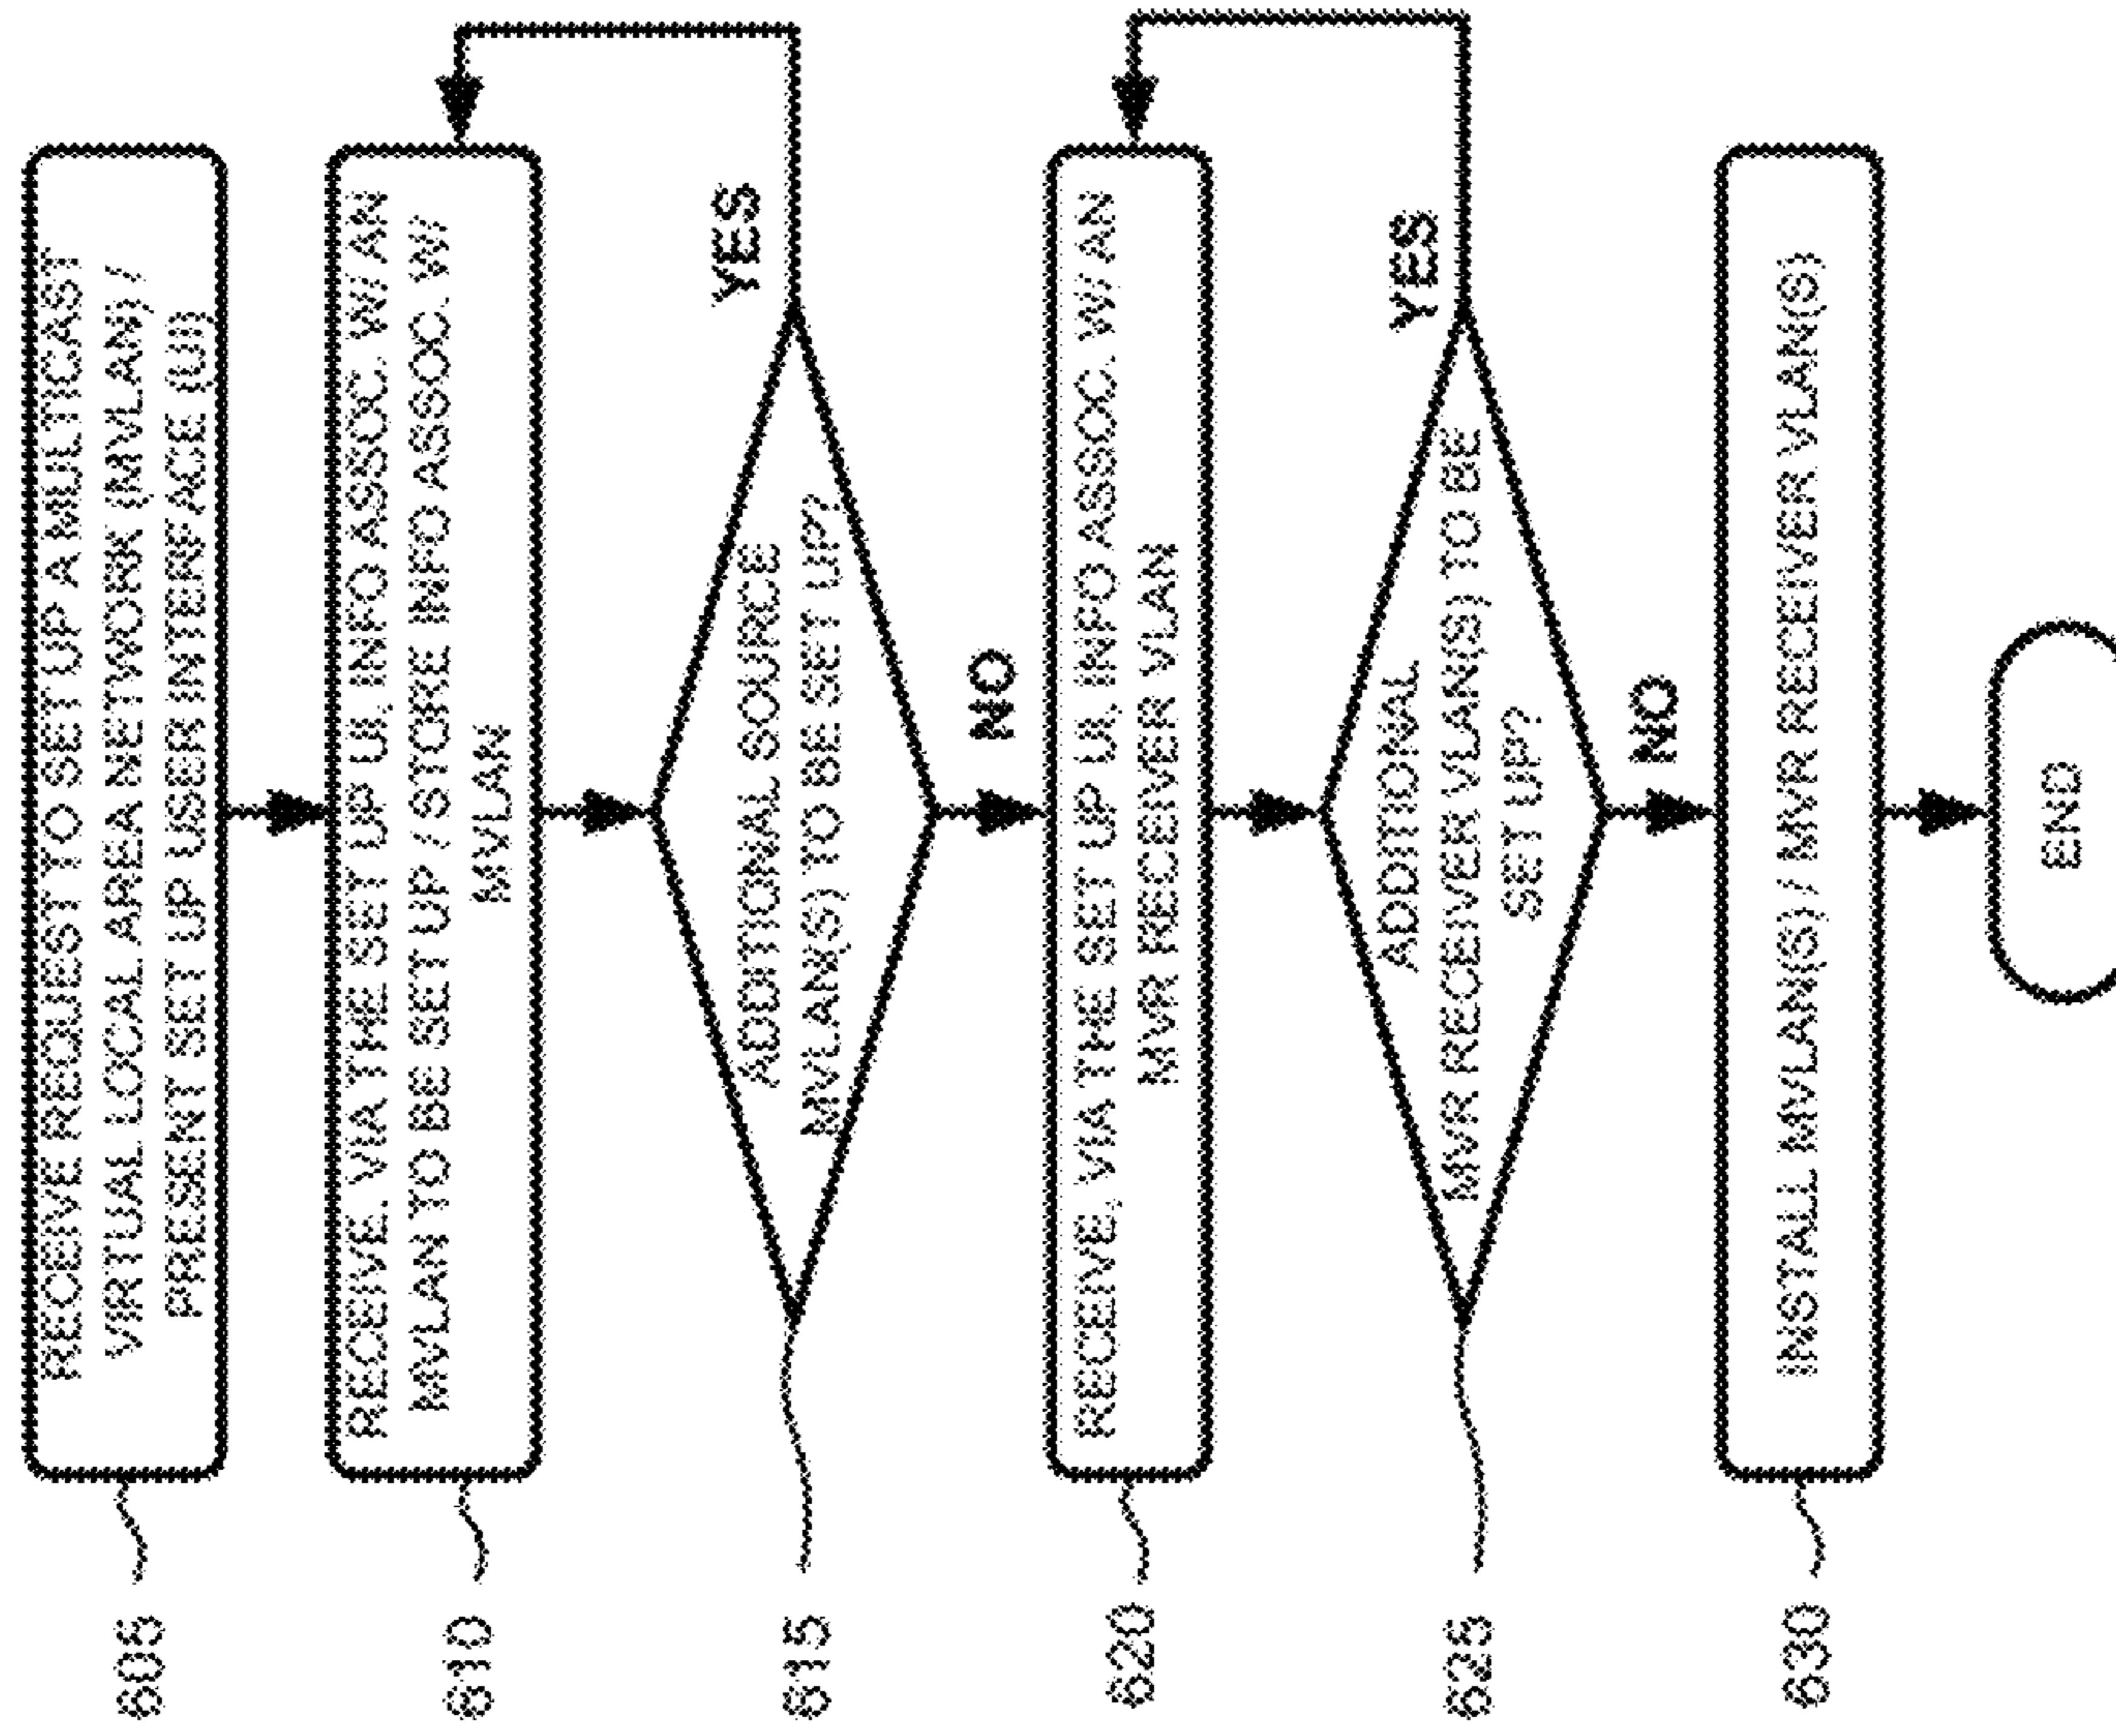 605
RECEIVE REQUEST TO SET UP A MULTICAST
VIRTUAL LOCAL AREA NETWORK (MVLAN) /
PRESENT SET UP USER INTERFACE (UI)
610
RECEIVE, VIA THE SET UP UI, INFO ASSOC. W/ AN
MVLAN TO BE SET UP / STORE INFO ASSOC. W/
MVLAN
615
ADDITIONAL SOURCE
MVLAN(S) TO BE SET UP?
YES
NO
620
RECEIVE, VIA THE SET UP UI, INFO ASSOC. W/ AN
MVR RECEIVER VLAN
625
ADDITIONAL
MVR RECEIVER VLAN(S) TO BE
SET UP?
YES
NO
630
INSTALL MVLAN(S) / MVR RECEIVER VLAN(S)
END